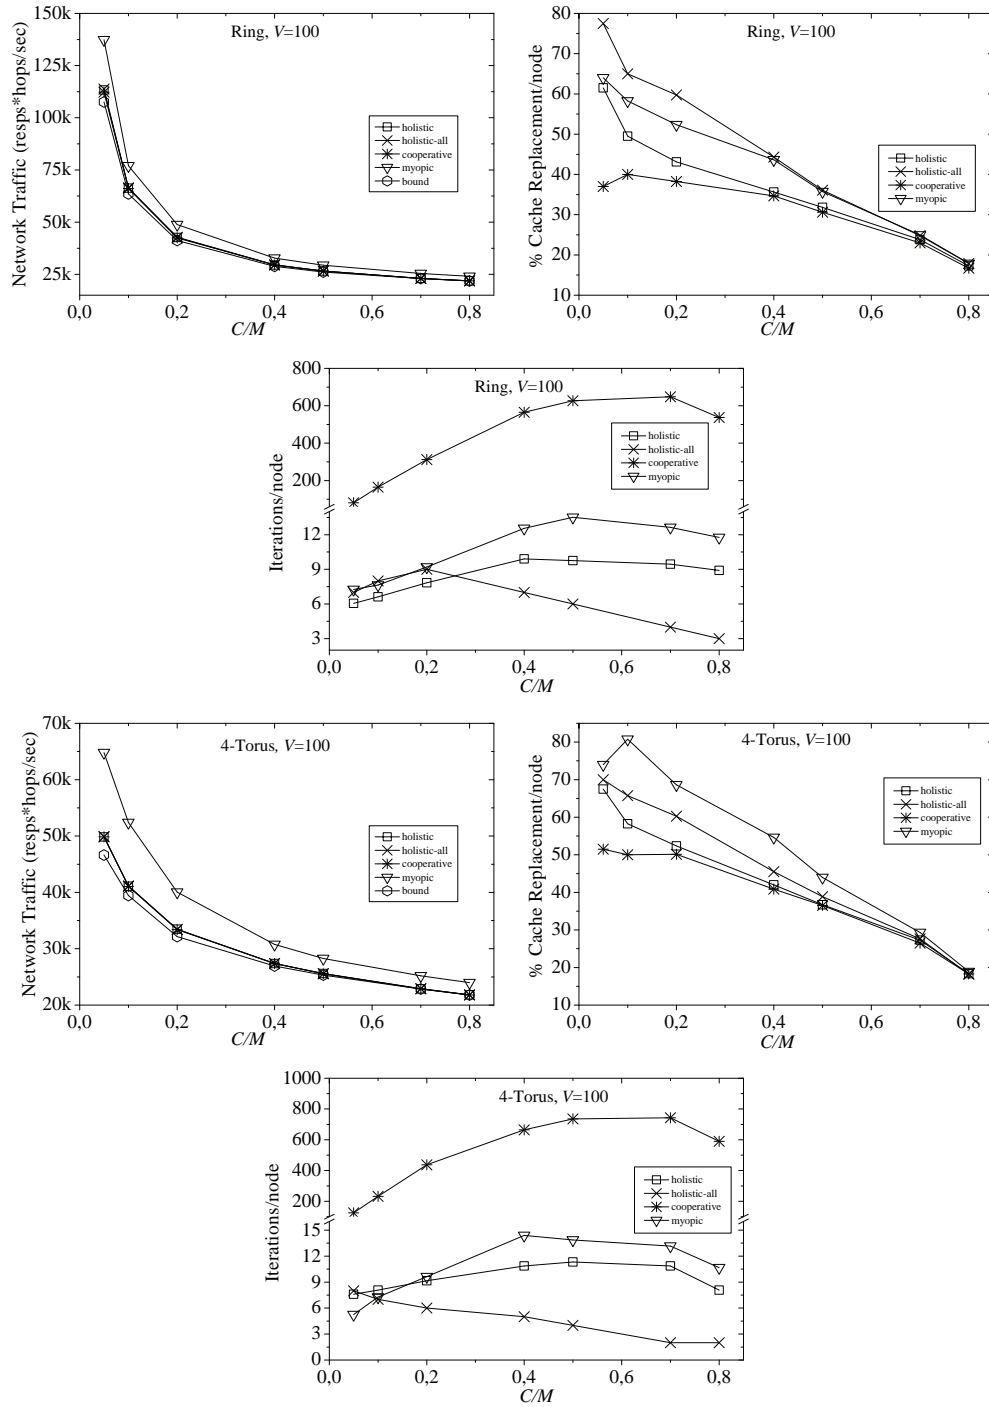 Ring, V=100
Network Traffic (resps*hops/sec)
150k
125k
100k
75k
50k
25k
holistic
holistic-all
cooperative
myopic
bound
0,0 0,2 0,4 0,6 0,8
C/M
Ring, V=100
% Cache Replacement/node
80
70
60
50
40
30
20
10
holistic
holistic-all
cooperative
myopic
0,0 0,2 0,4 0,6 0,8
C/M
Ring, V=100
Iterations/node
800
600
400
200
12
9
6
3
holistic
holistic-all
cooperative
myopic
0,0 0,2 0,4 0,6 0,8
C/M
4-Torus, V=100
Network Traffic (resps*hops/sec)
70k
60k
50k
40k
30k
20k
holistic
holistic-all
cooperative
myopic
bound
0,0 0,2 0,4 0,6 0,8
C/M
4-Torus, V=100
% Cache Replacement/node
80
70
60
50
40
30
20
10
holistic
holistic-all
cooperative
myopic
0,0 0,2 0,4 0,6 0,8
C/M
4-Torus, V=100
Iterations/node
1000
800
600
400
200
15
12
9
6
3
0
holistic
holistic-all
cooperative
myopic
0,0 0,2 0,4 0,6 0,8
C/M